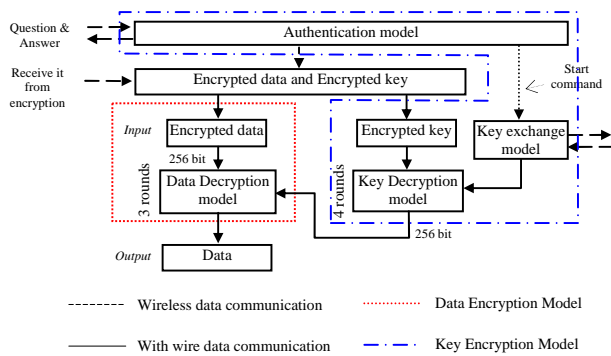 Question &
Answer
Authentication model
Receive it
from
encryption
Encrypted data and Encrypted key
Start
command
Input
Encrypted data
Encrypted key
Key exchange
model
256 bit
3 rounds
Data Decryption
model
4 rounds
Key Decryption
model
256 bit
Output
Data
Wireless data communication
Data Encryption Model
With wire data communication
Key Encryption Model